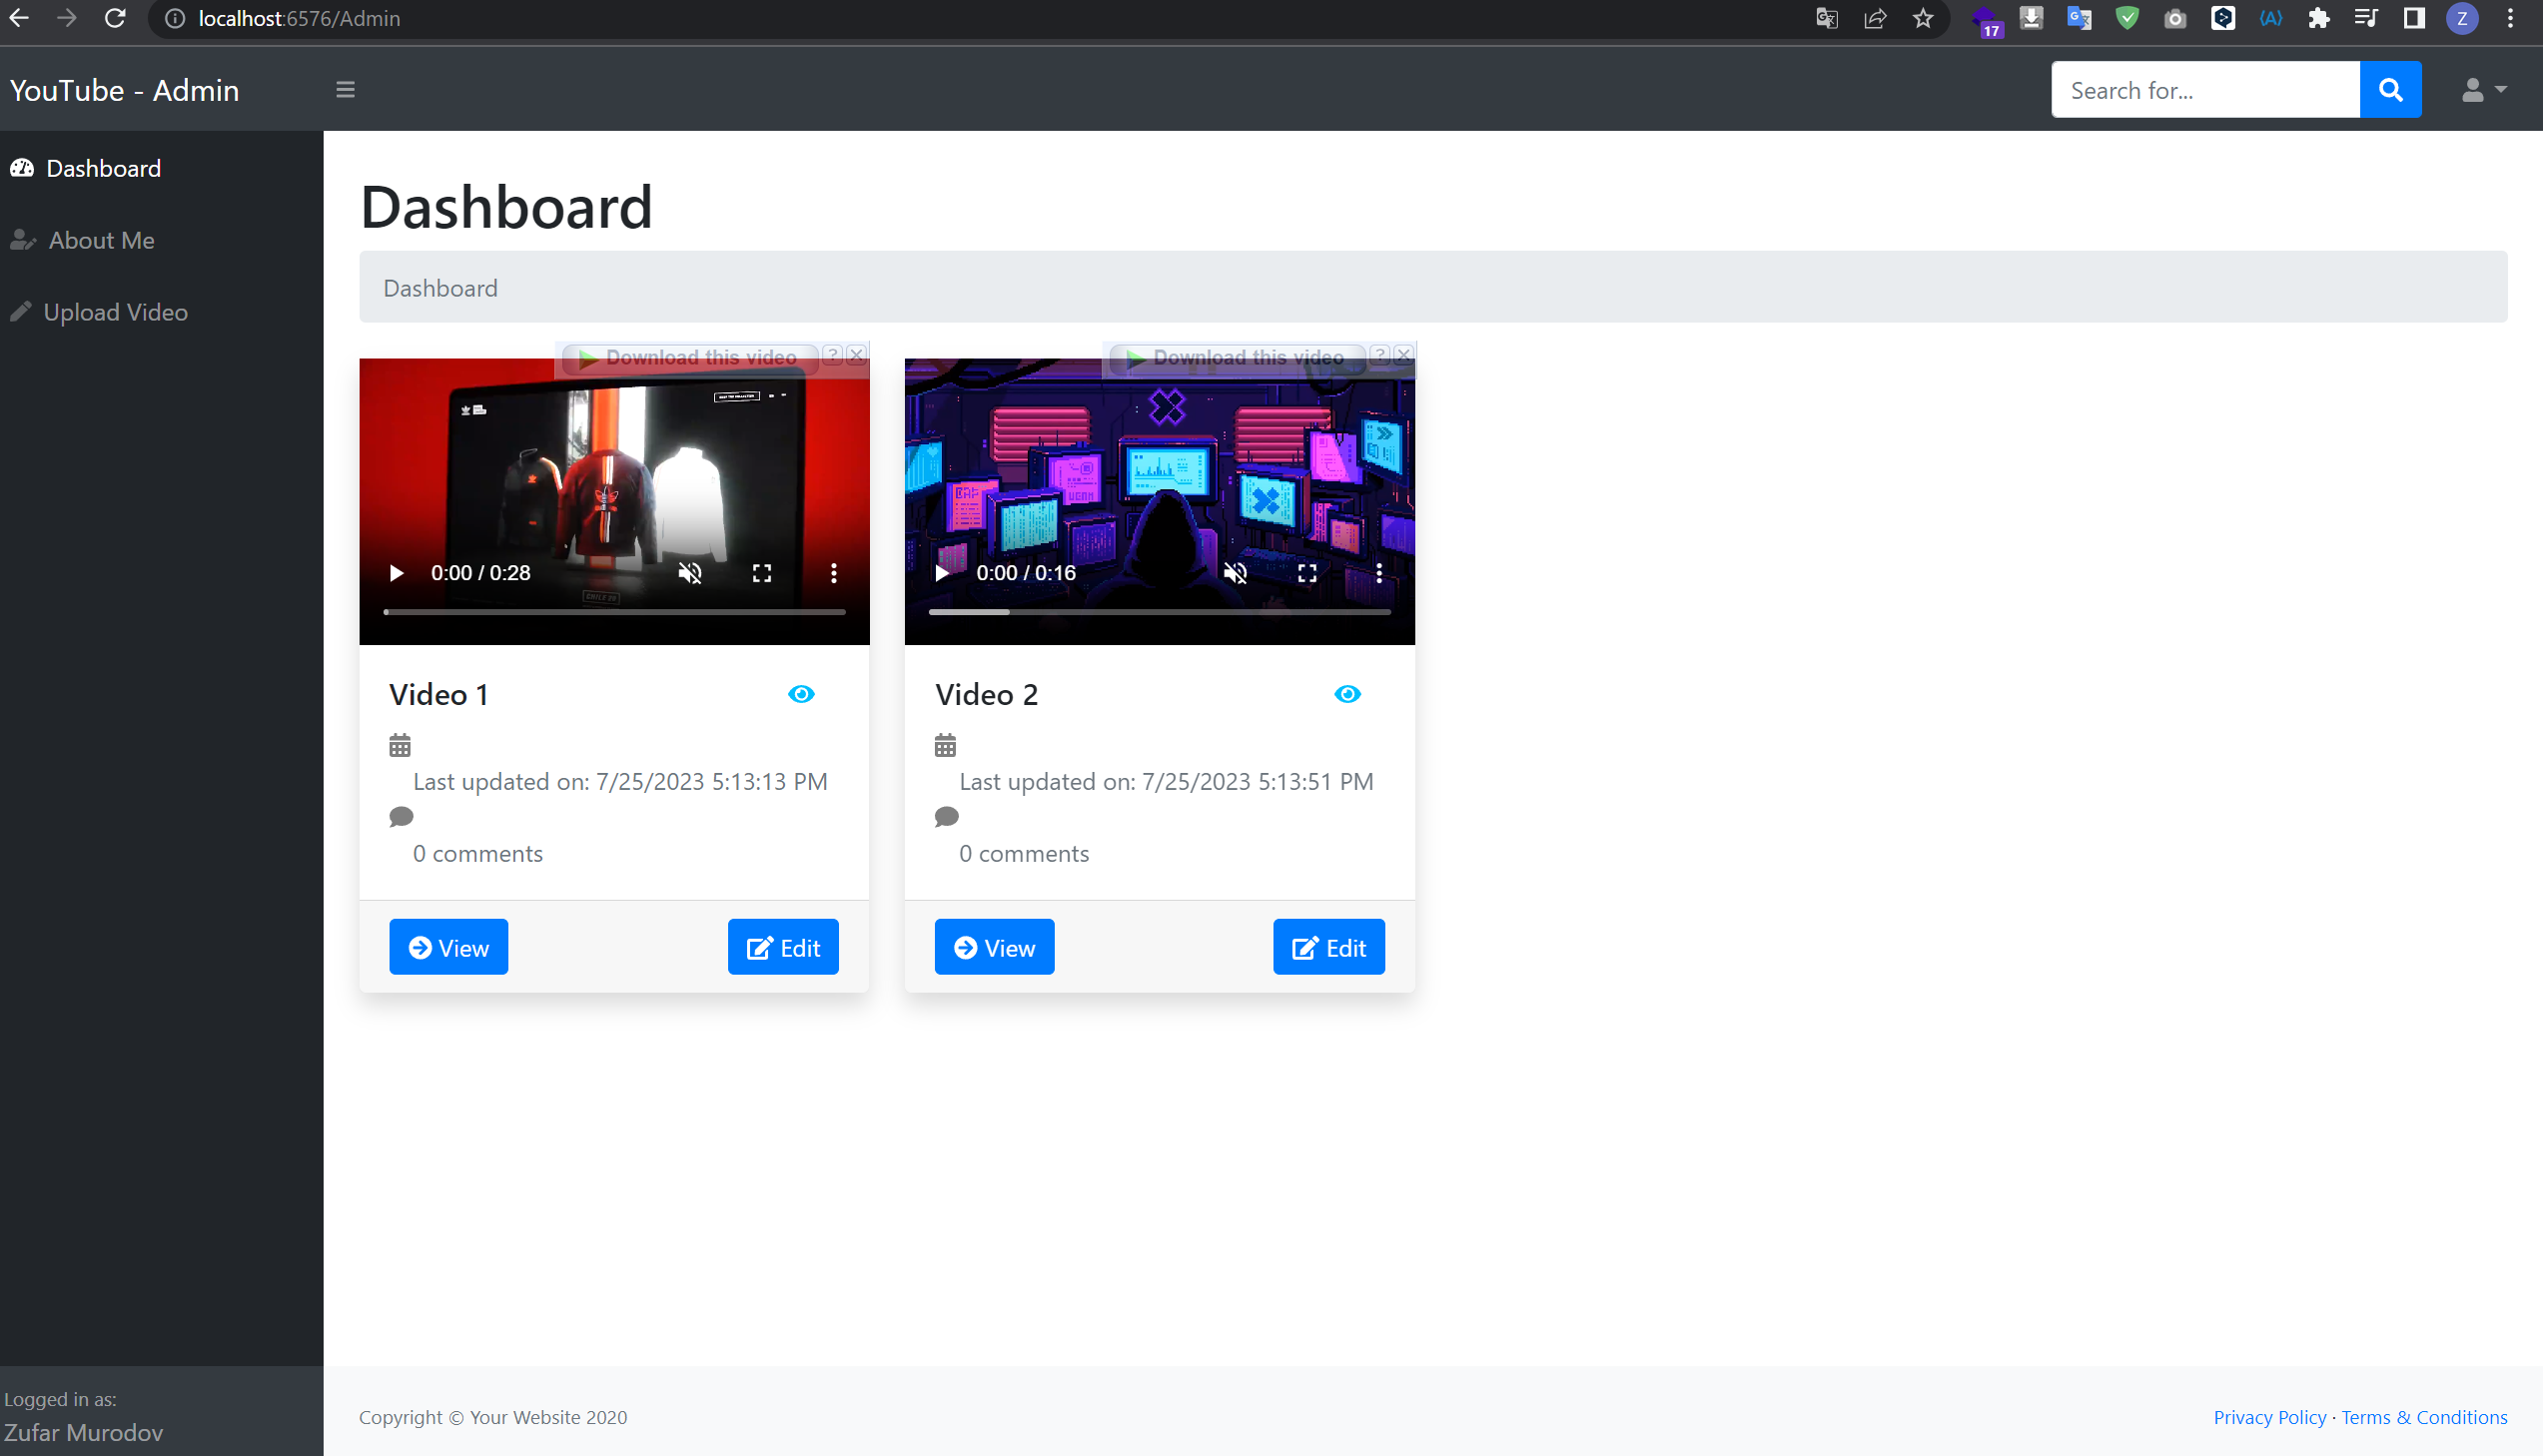 localhost:6576/Admin
17
Z
YouTube - Admin
Search for...
Dashboard
About Me
Upload Video
Dashboard
Dashboard
Download this video ?
Download this video ?
0:00 / 0:28
0:00 / 0:16
Video 1
Last updated on: 7/25/2023 5:13:13 PM
0 comments
View
Edit
Video 2
Last updated on: 7/25/2023 5:13:51 PM
0 comments
View
Edit
Logged in as:
Zufar Murodov
Copyright © Your Website 2020
Privacy Policy · Terms & Conditions